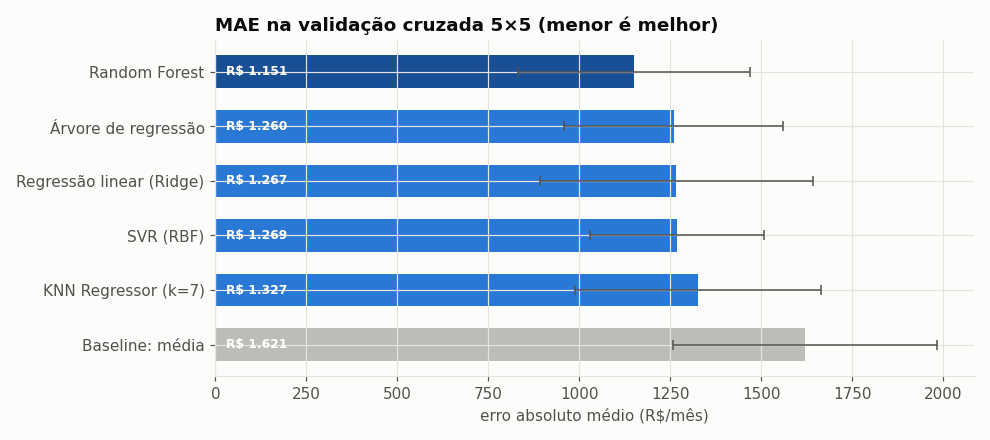 MAE na validação cruzada 5×5 (menor é melhor)
Random Forest
R$ 1.151
Árvore de regressão
R$ 1.260
Regressão linear (Ridge)
R$ 1.267
SVR (RBF)
R$ 1.269
KNN Regressor (k=7)
R$ 1.327
Baseline: média
R$ 1.621
0 250 500 750 1000 1250 1500 1750 2000
erro absoluto médio (R$/mês)